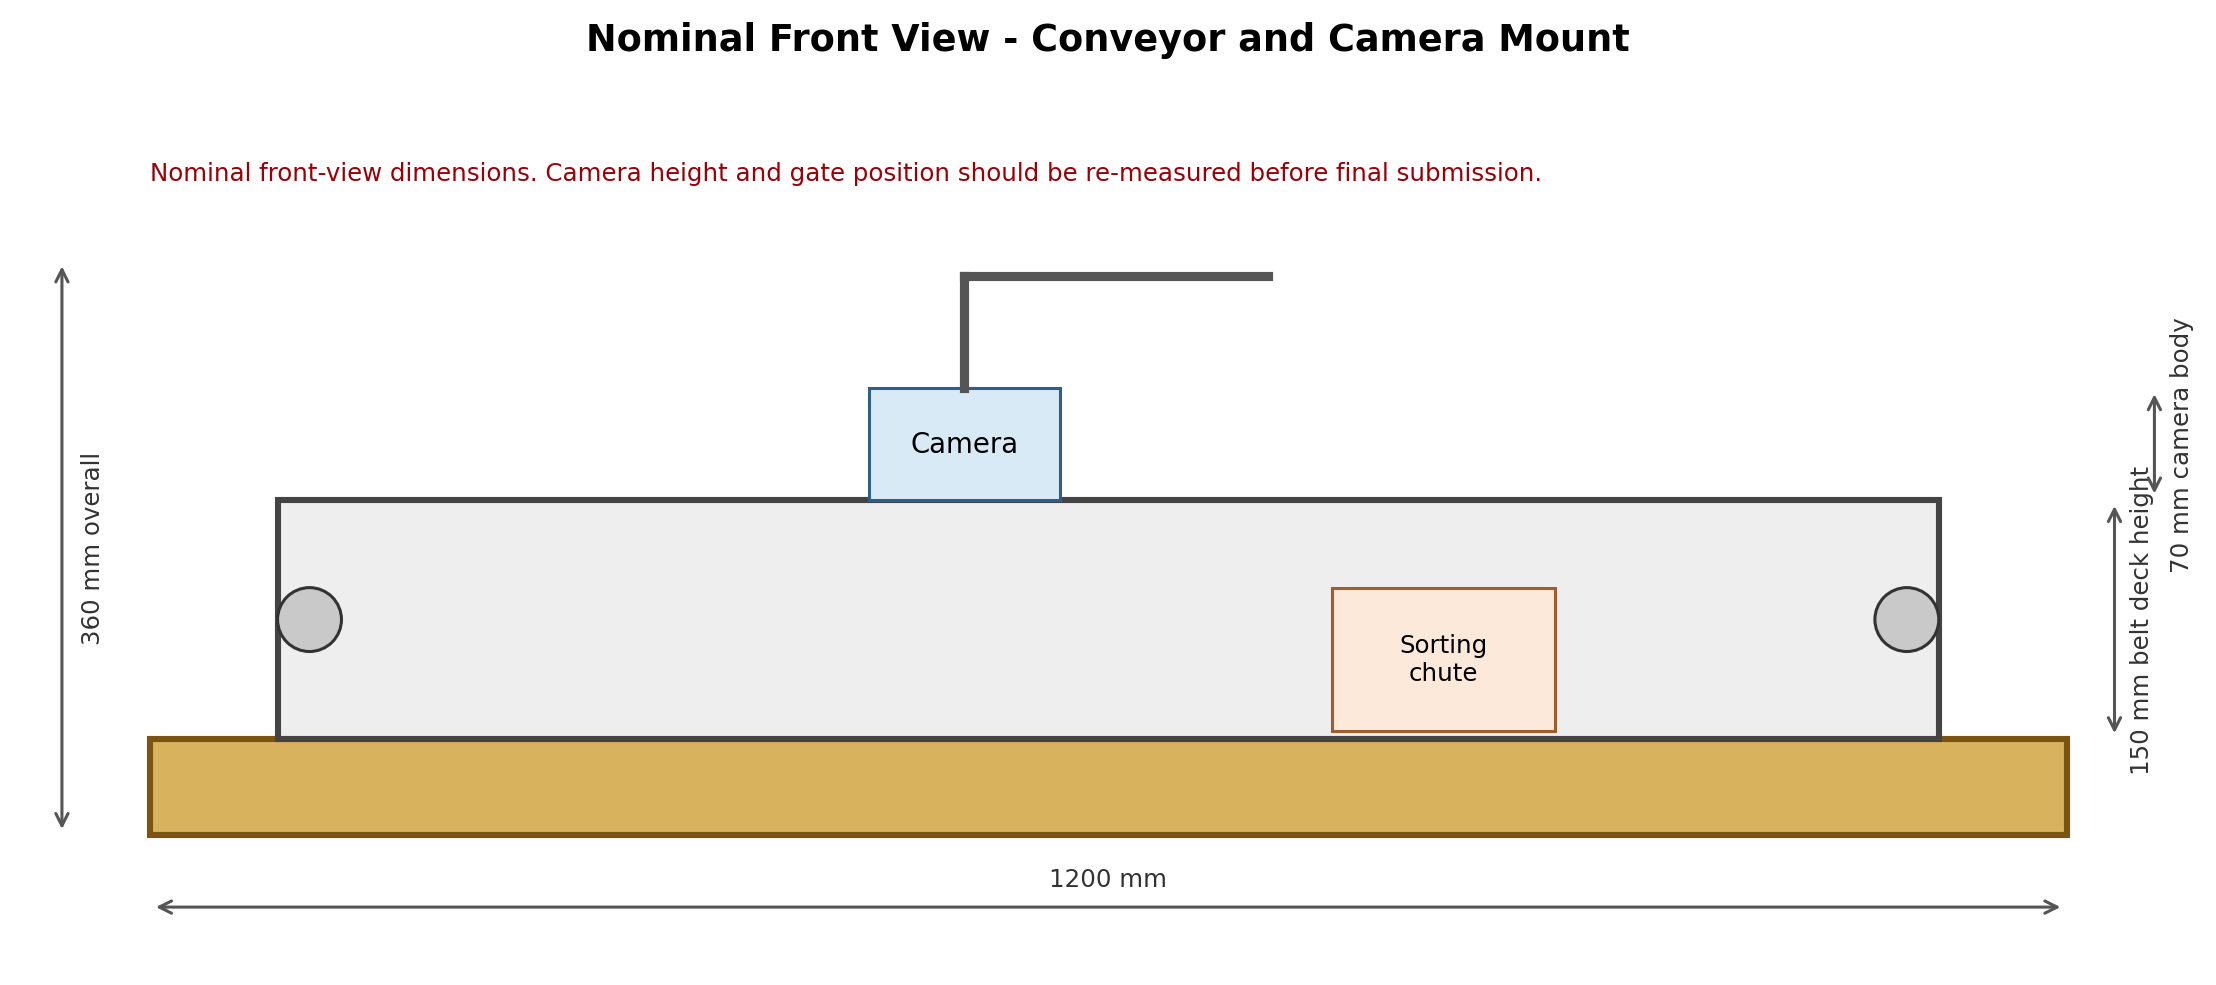 Nominal Front View - Conveyor and Camera Mount
Nominal front-view dimensions. Camera height and gate position should be re-measured before final submission.
360 mm overall
Camera
70 mm camera body
150 mm belt deck height
Sorting
chute
1200 mm